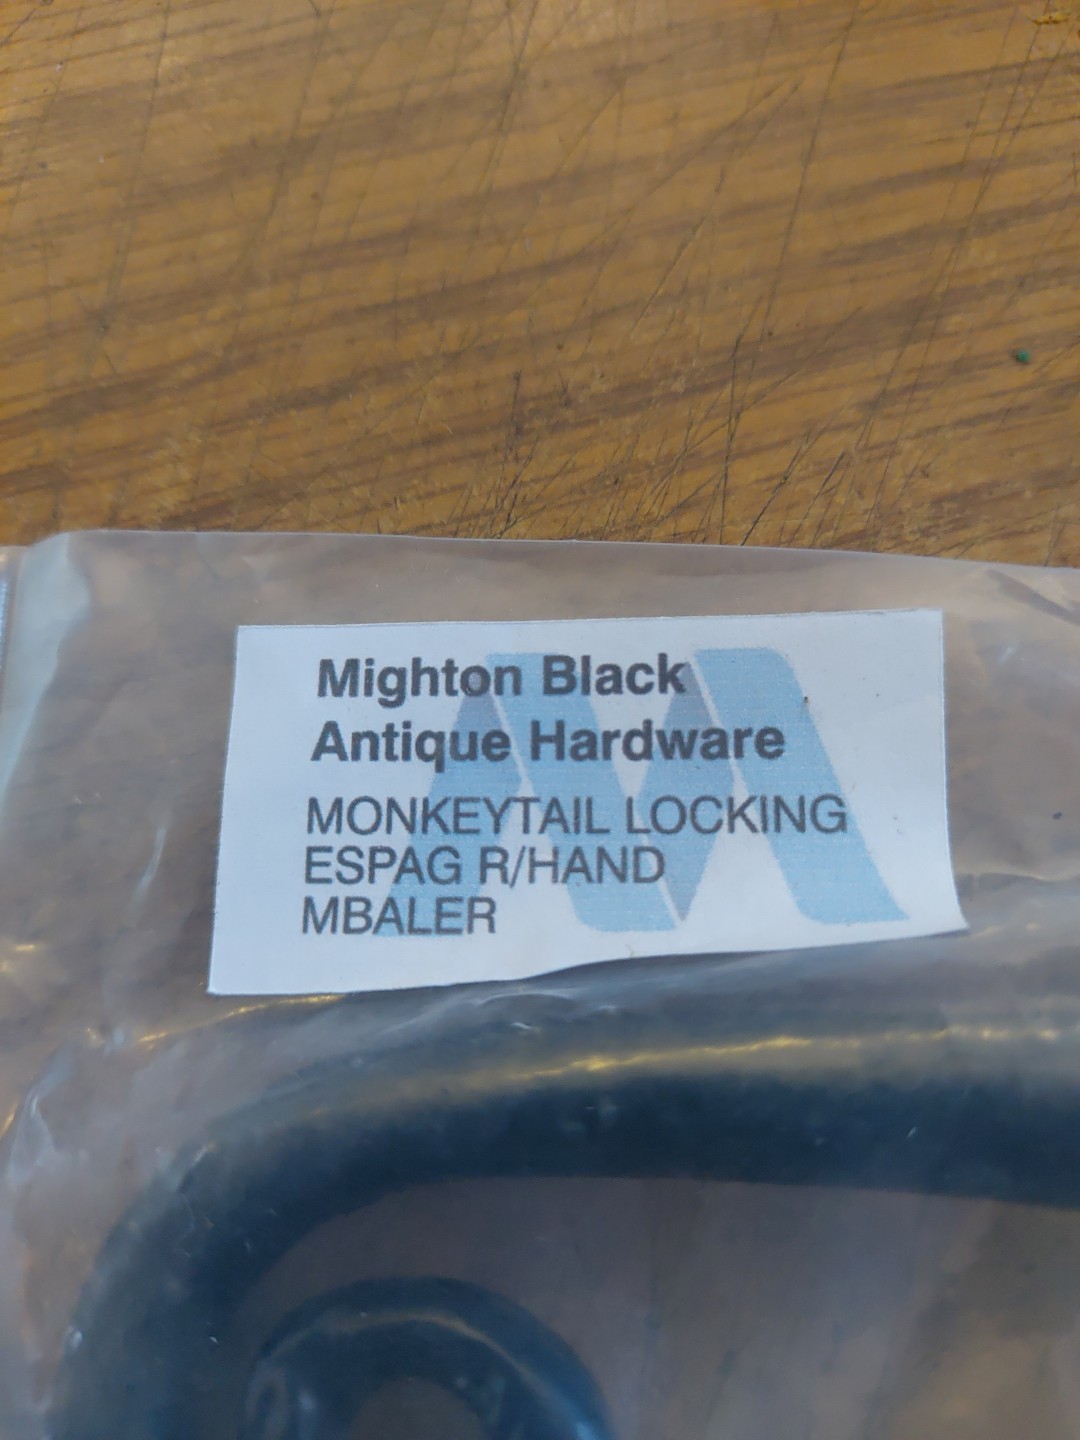 Mighton Black
Antique Hardware
MONKEYTAIL LOCKING
ESPAG R/HAND
MBALER